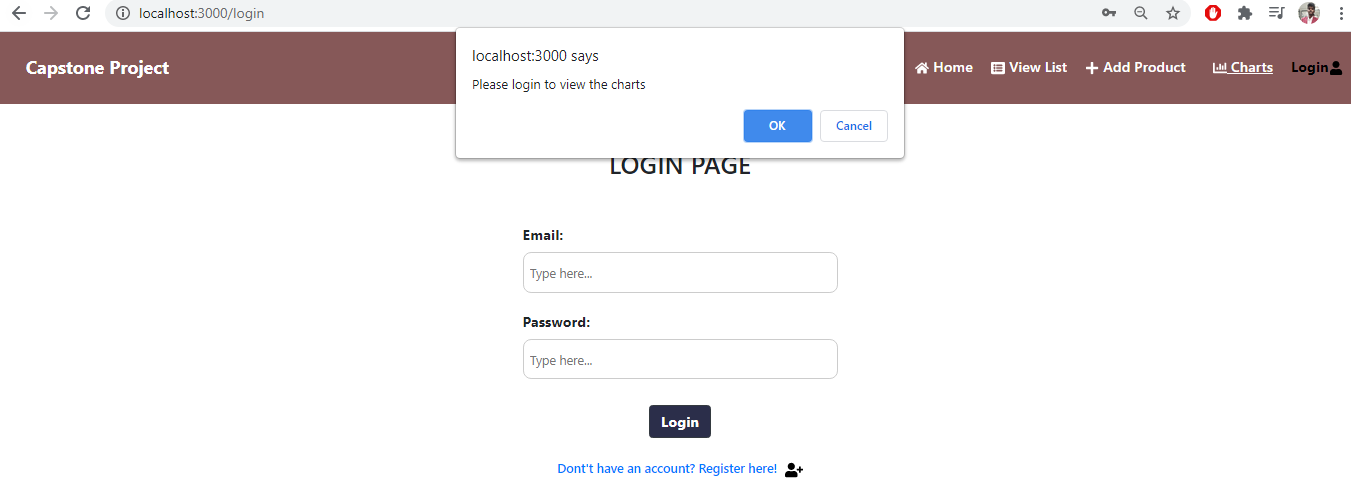 localhost:3000/login
localhost:3000 says
Please login to view the charts
OK Cancel
Capstone Project Home View List Add Product Charts Login
LOGIN PAGE
Email:
Type here...
Password:
Type here...
Login
Dont't have an account? Register here!